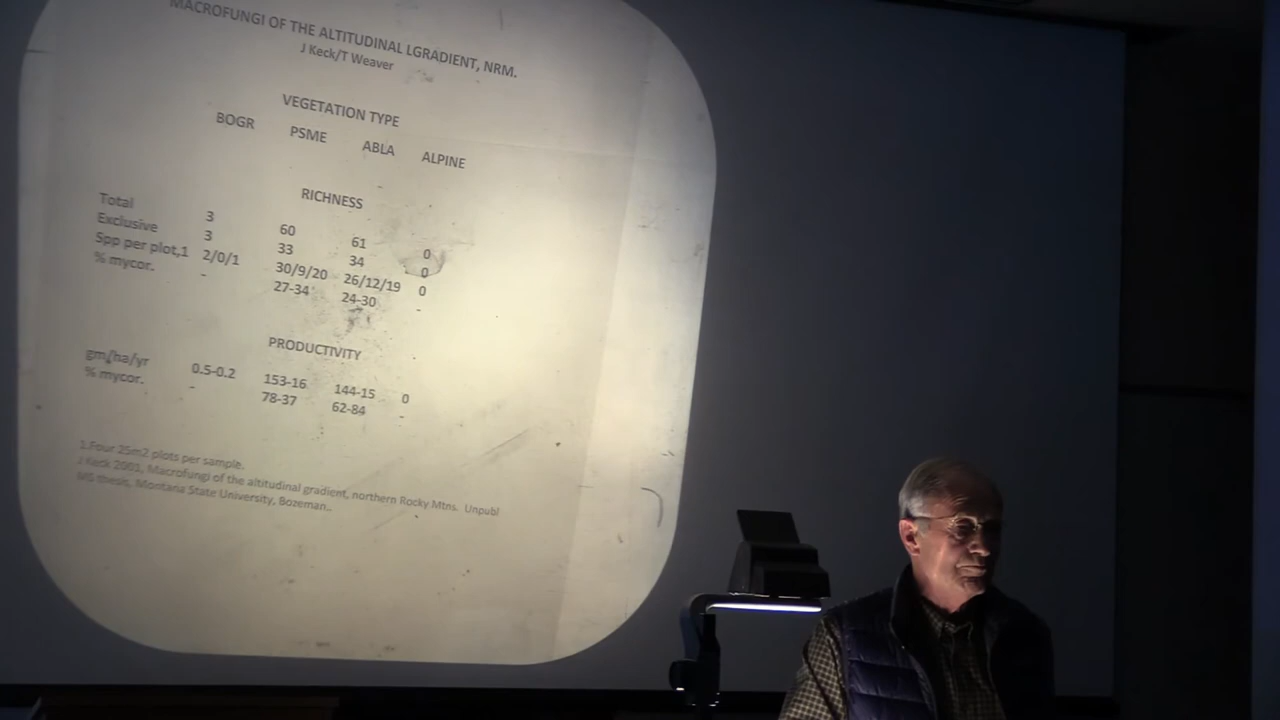 MACROFUNGI OF THE ALTITUDINAL LGRADIENT, NRM.
J Keck/T Weaver
VEGETATION TYPE
BOGR PSME ABLA ALPINE
RICHNESS
Total 3 60 61 0
Exclusive 3 33 34 0
Spp per plot,1 2/0/1 30/9/20 26/12/19 0
% mycor. - 27-34 24-30 -
PRODUCTIVITY
gm/ha/yr 0.5-0.2 153-16 144-15 0
% mycor. - 78-37 62-84 -
1.Four 25m2 plots per sample.
J Keck 2001, Macrofungi of the altitudinal gradient, northern Rocky Mtns. Unpubl
MS thesis, Montana State University, Bozeman..